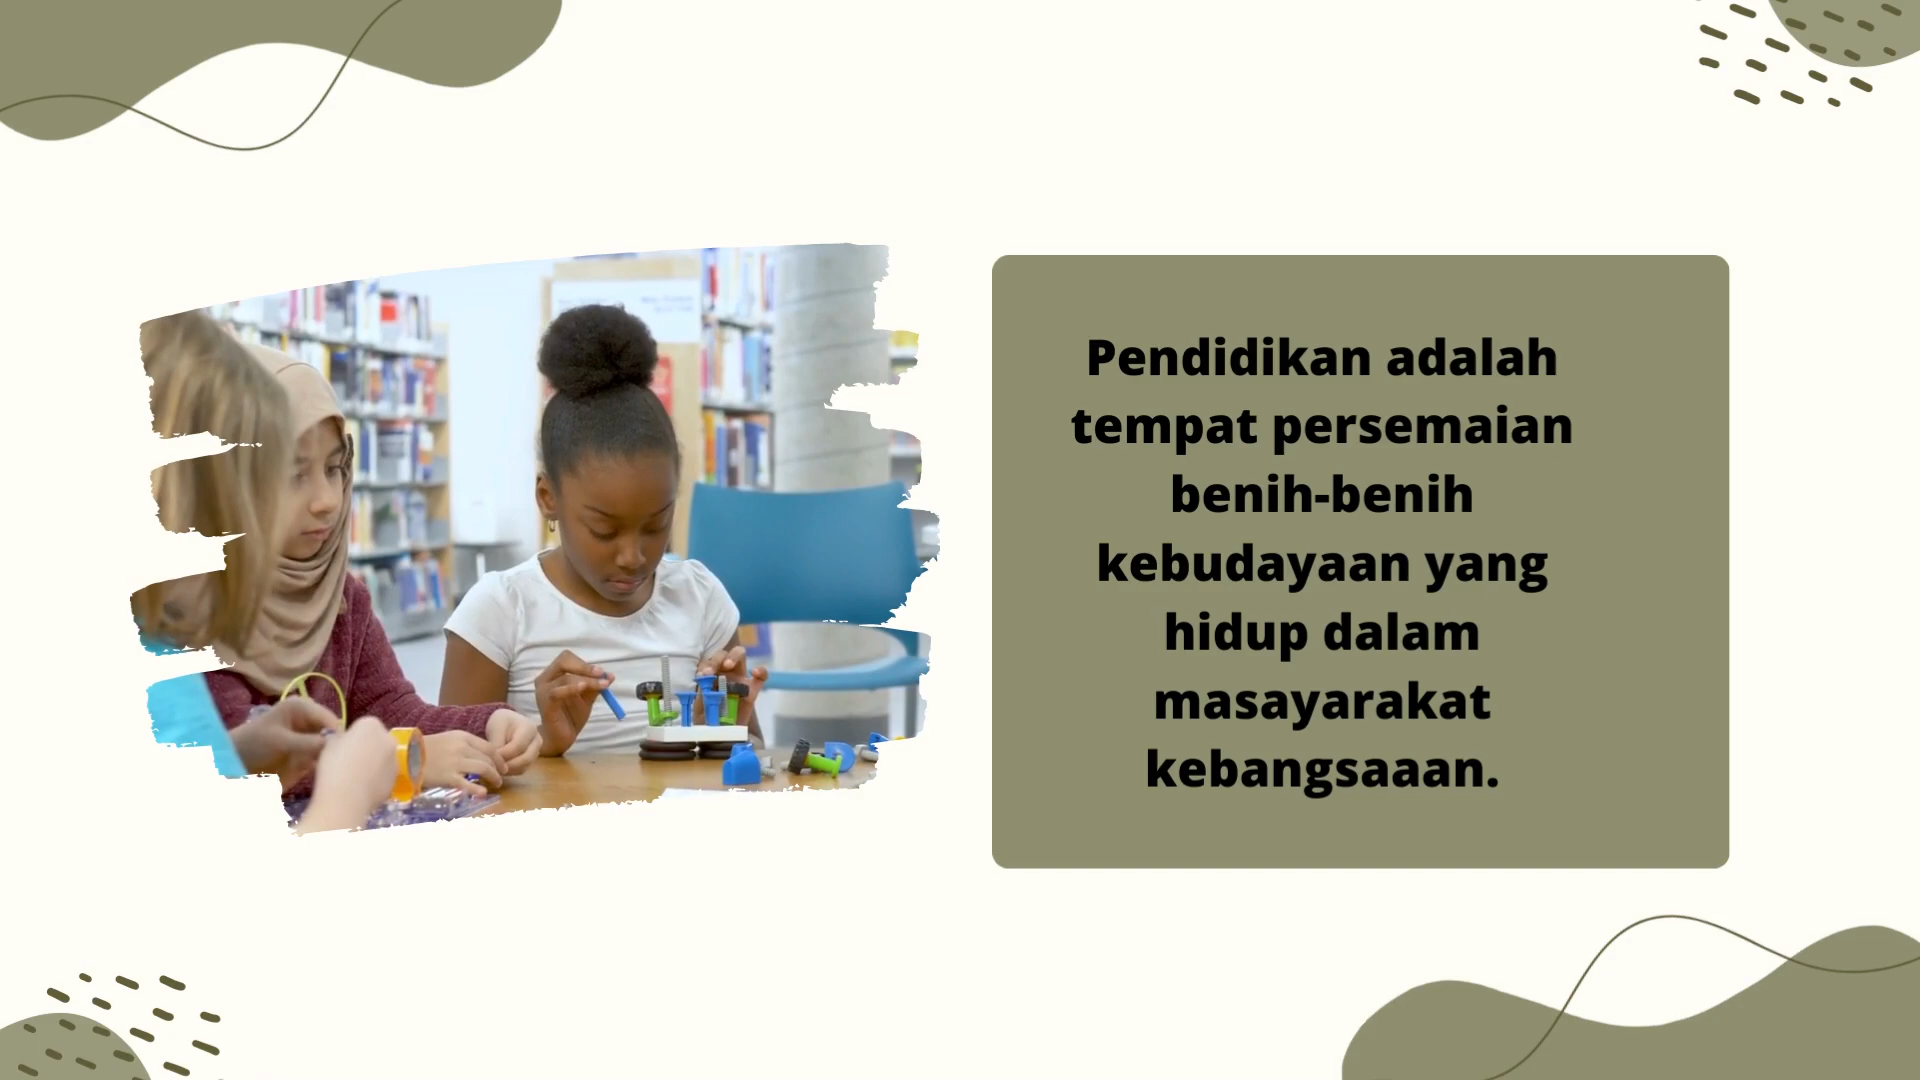 Pendidikan adalah
tempat persemaian
benih-benih
kebudayaan yang
hidup dalam
masayarakat
kebangsaaan.